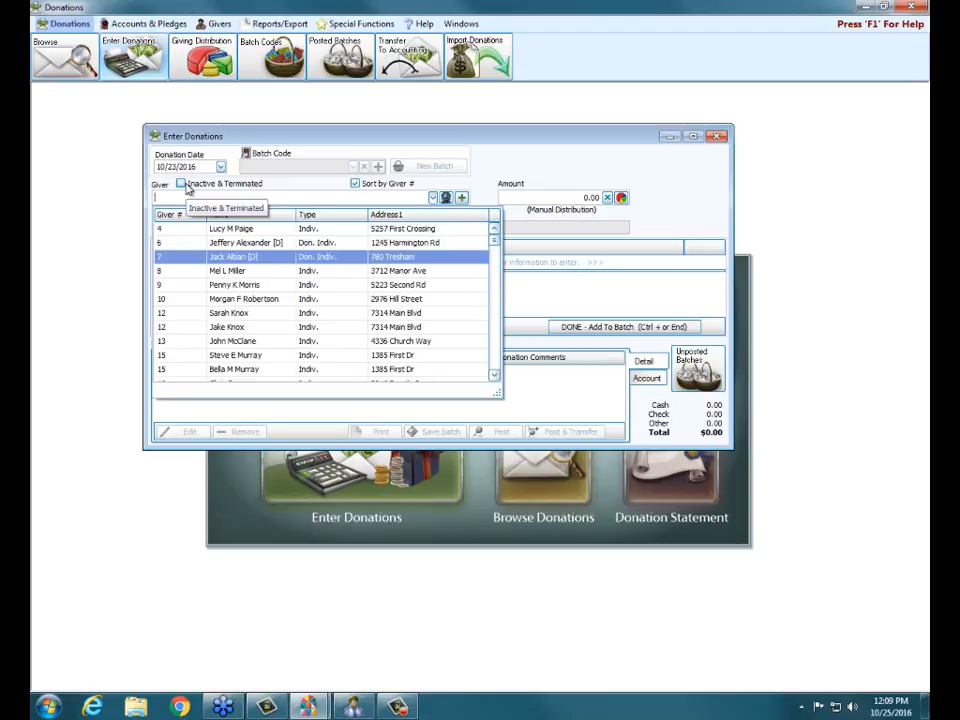 Donations
Donations Accounts & Pledges Givers Reports/Export Special Functions Help Windows Press 'F1' For Help
Browse Enter Donations Giving Distribution Batch Codes Posted Batches Transfer To Accounting Import Donations
Enter Donations
Donation Date Batch Code
10/23/2016 New Batch
Giver Inactive & Terminated Sort by Giver # Amount
0.00
Inactive & Terminated (Manual Distribution)
Giver # Type Address1
4 Lucy M Paige Indiv. 5257 First Crossing
6 Jeffery Alexander [D] Don. Indiv. 1245 Harmington Rd
7 Jack Alban [D] Don. Indiv. 780 Tresham
8 Mel L Miller Indiv. 3712 Manor Ave
information to enter. - >>>
9 Penny K Morris Indiv. 5223 Second Rd
10 Morgan F Robertson Indiv. 2976 Hill Street
12 Sarah Knox Indiv. 7314 Main Blvd
12 Jake Knox Indiv. 7314 Main Blvd
DONE - Add To Batch (Ctrl + or End)
13 John McClane Indiv. 4336 Church Way
15 Steve E Murray Indiv. 1385 First Dr
15 Bella M Murray Indiv. 1385 First Dr
onation Comments
Detail
Account
Unposted Batches
Cash 0.00
Check 0.00
Other 0.00
Total $0.00
Edit Remove Print Save Batch Post Post & Transfer
Enter Donations Browse Donations Donation Statement
12:09 PM
10/25/2016